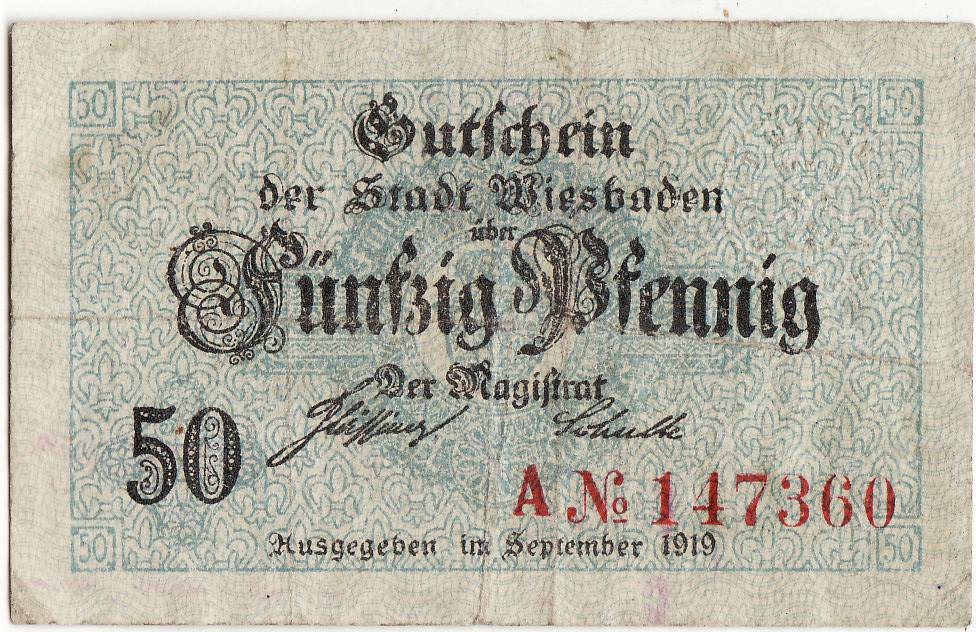 50 50
Gutschein
der Stadt Wiesbaden
über
Fünfzig Pfennig
Der Magistrat
50
A № 147360
Ausgegeben im September 1919
50 50